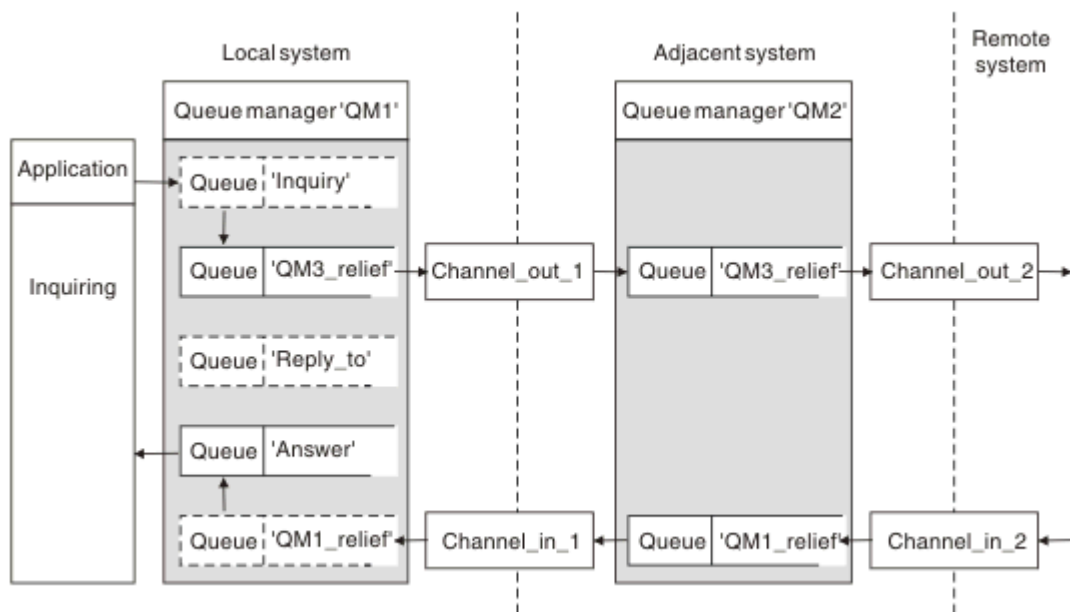 Local system
Adjacent system
Remote
system
Queue manager 'QM1'
Queue manager 'QM2'
Application
Inquiring
Queue 'Inquiry'
Queue 'QM3_relief'
Channel_out_1
Queue 'QM3_relief'
Channel_out_2
Queue 'Reply_to'
Queue 'Answer'
Queue 'QM1_relief'
Channel_in_1
Queue 'QM1_relief'
Channel_in_2